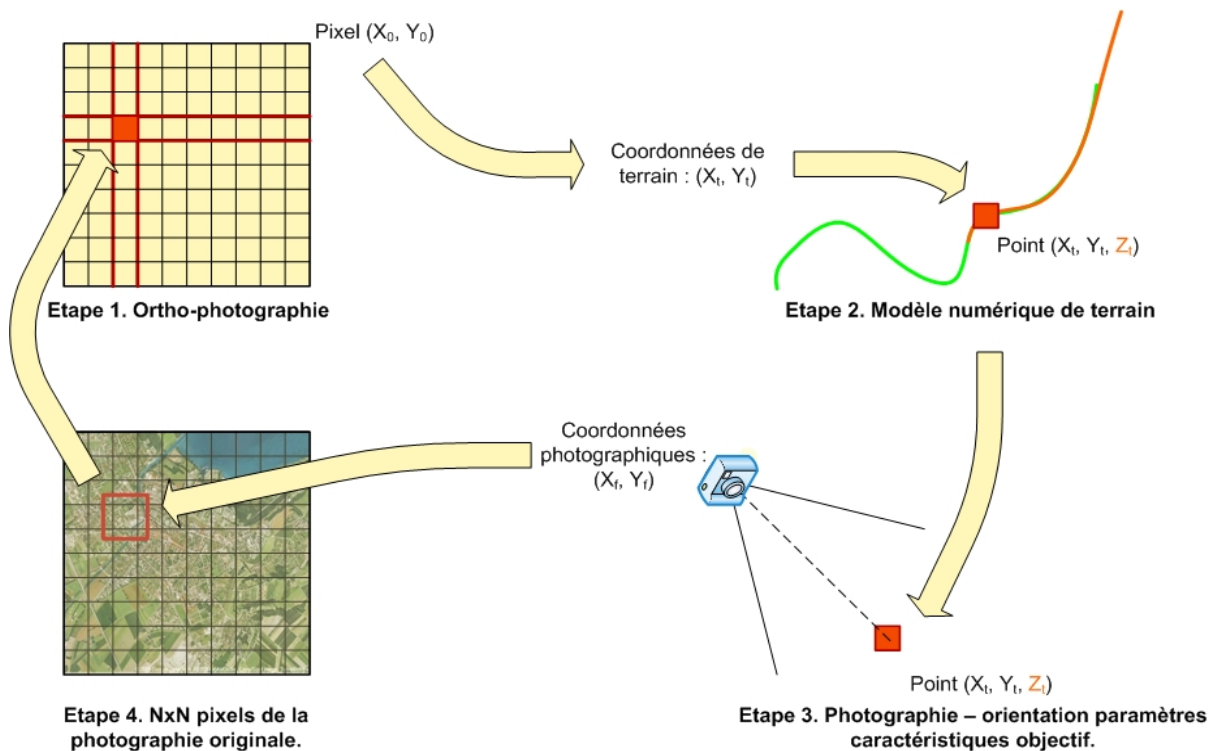 Pixel (X₀, Y₀)
Coordonnées de
terrain : (Xₜ, Yₜ)
Point (Xₜ, Yₜ, Zₜ)
Etape 1. Ortho-photographie
Etape 2. Modèle numérique de terrain
Coordonnées
photographiques :
(X_f, Y_f)
Point (Xₜ, Yₜ, Zₜ)
Etape 4. NxN pixels de la
photographie originale.
Etape 3. Photographie – orientation paramètres
caractéristiques objectif.